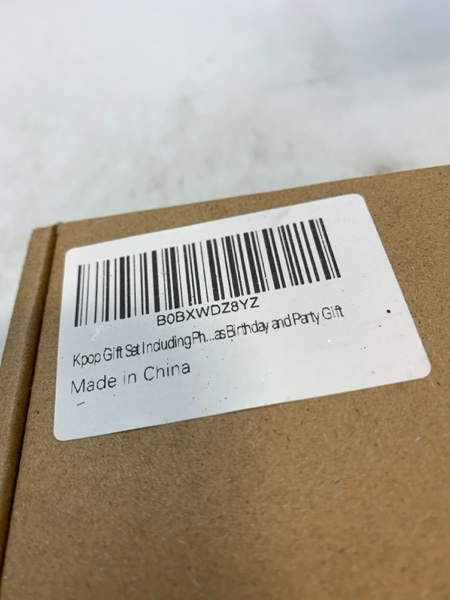 B0BXWDZ8YZ
Kpop Gift Set Including Ph...as Birthday and Party Gift
Made in China